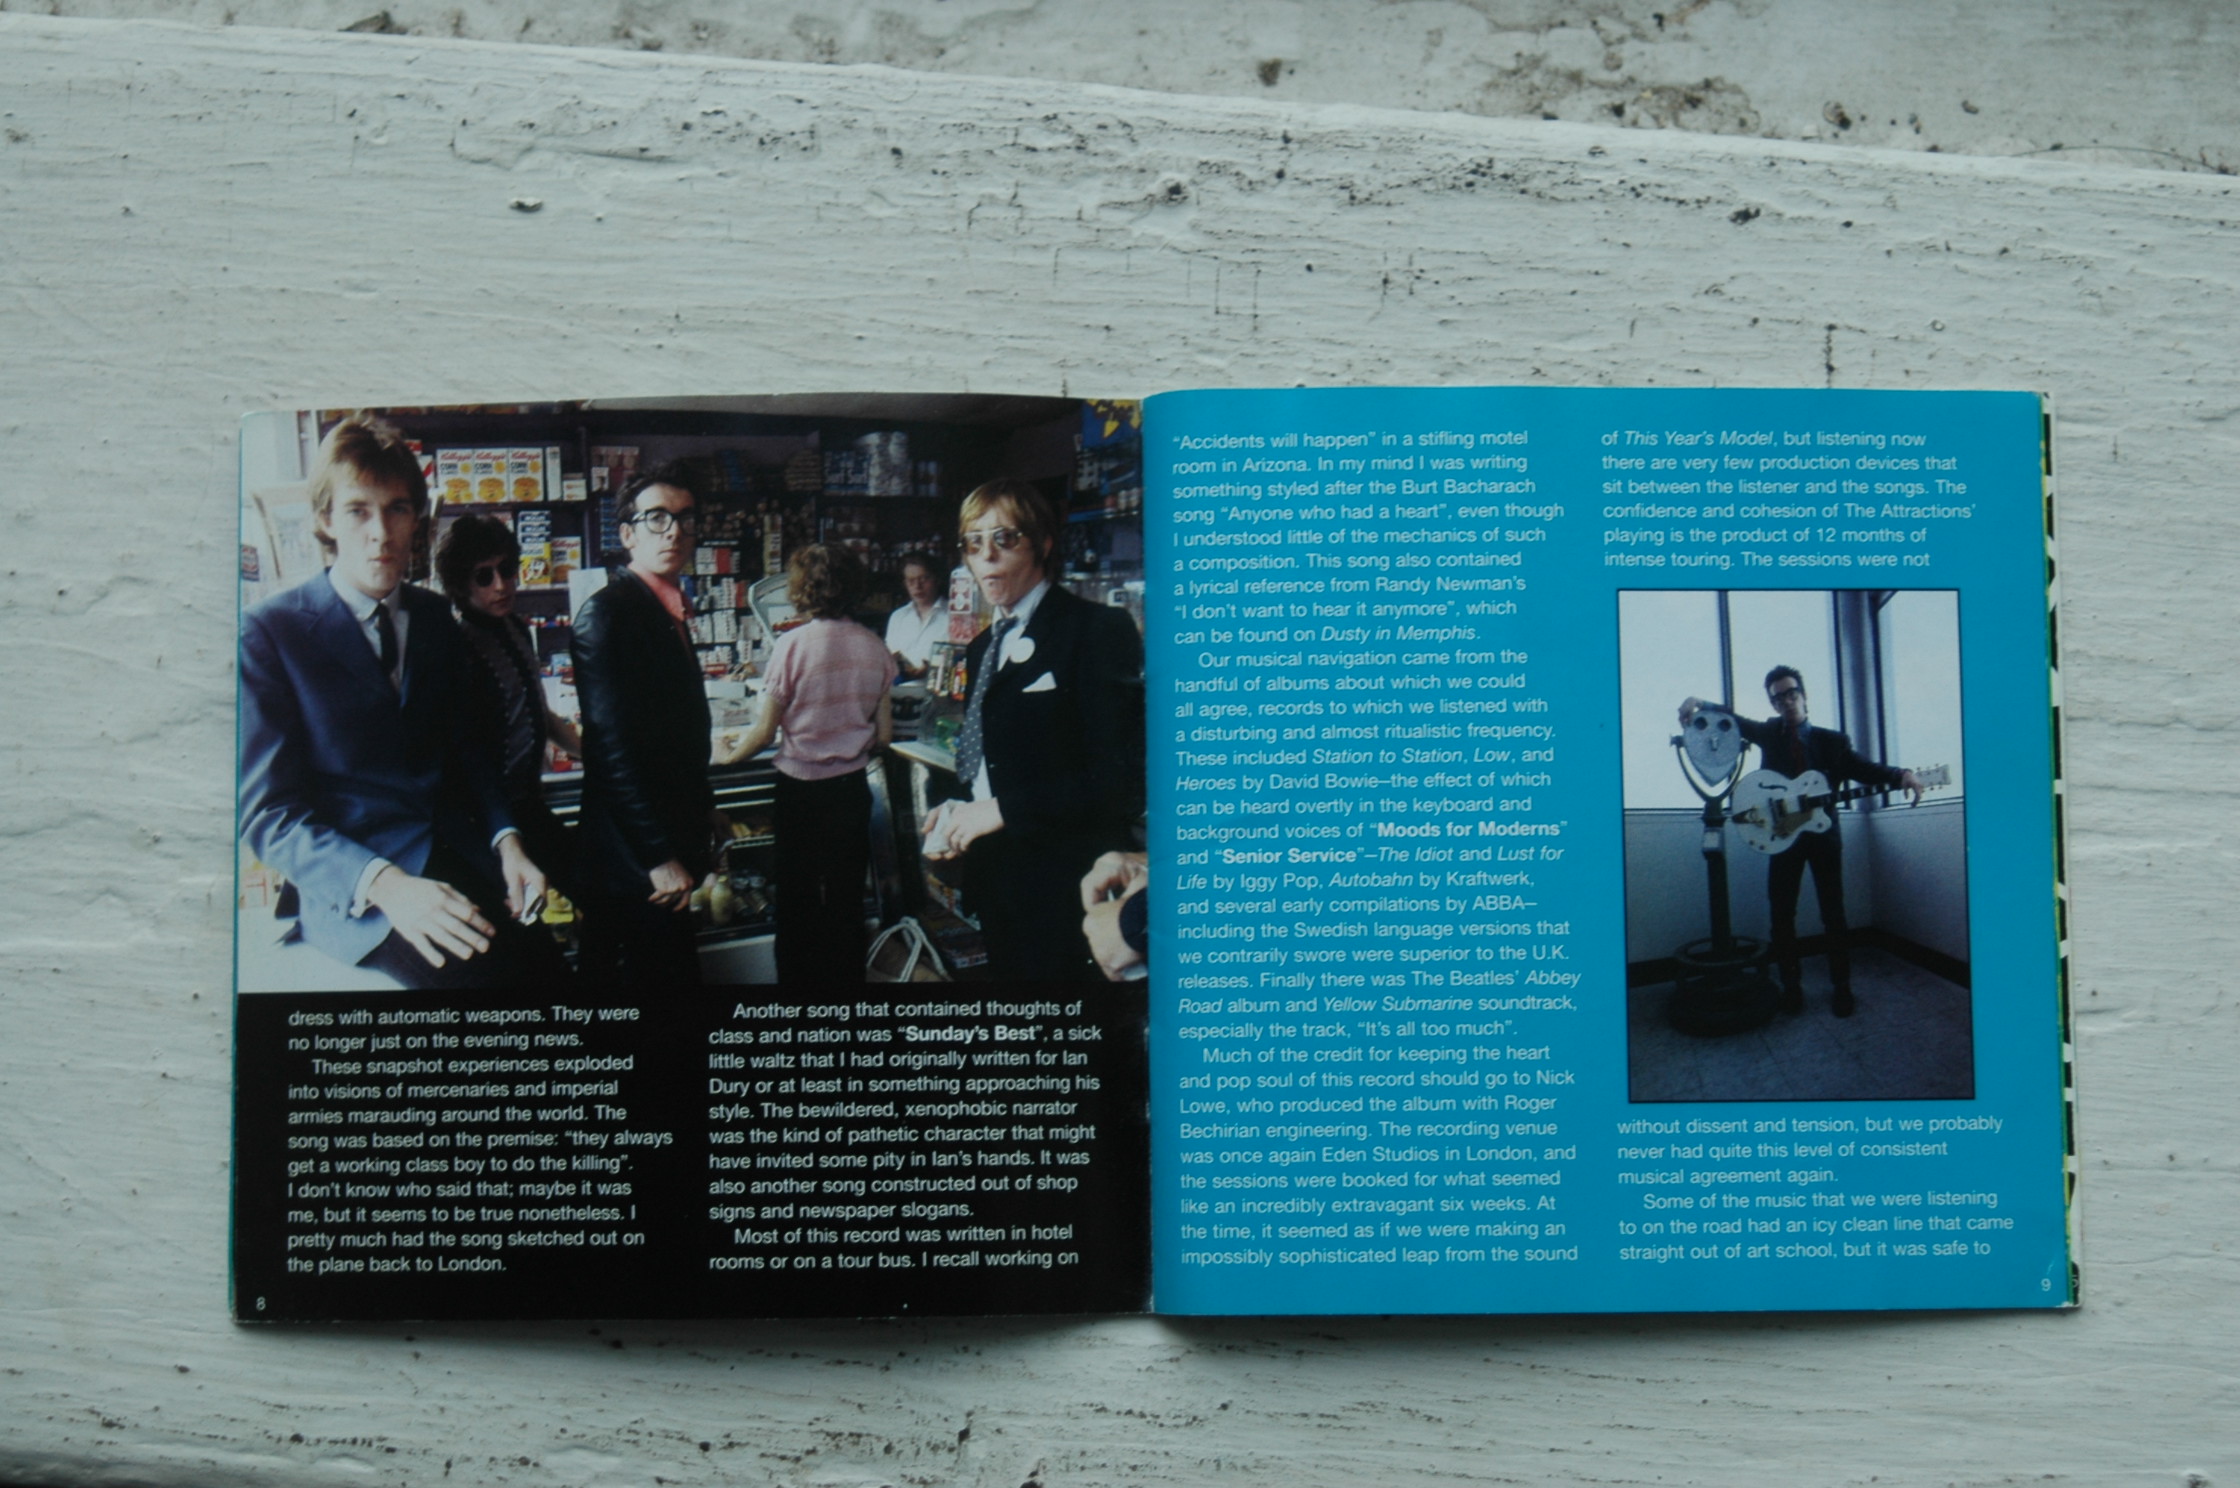 Kellogg's Kellogg's Kellogg's
CORN CORN CORN
dress with automatic weapons. They were
no longer just on the evening news.
These snapshot experiences exploded
into visions of mercenaries and imperial
armies marauding around the world. The
song was based on the premise: “they always
get a working class boy to do the killing”.
I don't know who said that; maybe it was
me, but it seems to be true nonetheless. I
pretty much had the song sketched out on
the plane back to London.
8
Another song that contained thoughts of
class and nation was “Sunday's Best”, a sick
little waltz that I had originally written for Ian
Dury or at least in something approaching his
style. The bewildered, xenophobic narrator
was the kind of pathetic character that might
have invited some pity in Ian's hands. It was
also another song constructed out of shop
signs and newspaper slogans.
Most of this record was written in hotel
rooms or on a tour bus. I recall working on
“Accidents will happen” in a stifling motel
room in Arizona. In my mind I was writing
something styled after the Burt Bacharach
song “Anyone who had a heart”, even though
I understood little of the mechanics of such
a composition. This song also contained
a lyrical reference from Randy Newman's
“I don't want to hear it anymore”, which
can be found on Dusty in Memphis.
Our musical navigation came from the
handful of albums about which we could
all agree, records to which we listened with
a disturbing and almost ritualistic frequency.
These included Station to Station, Low, and
Heroes by David Bowie–the effect of which
can be heard overtly in the keyboard and
background voices of “Moods for Moderns”
and “Senior Service”–The Idiot and Lust for
Life by Iggy Pop, Autobahn by Kraftwerk,
and several early compilations by ABBA–
including the Swedish language versions that
we contrarily swore were superior to the U.K.
releases. Finally there was The Beatles' Abbey
Road album and Yellow Submarine soundtrack,
especially the track, “It's all too much”.
Much of the credit for keeping the heart
and pop soul of this record should go to Nick
Lowe, who produced the album with Roger
Bechirian engineering. The recording venue
was once again Eden Studios in London, and
the sessions were booked for what seemed
like an incredibly extravagant six weeks. At
the time, it seemed as if we were making an
impossibly sophisticated leap from the sound
of This Year's Model, but listening now
there are very few production devices that
sit between the listener and the songs. The
confidence and cohesion of The Attractions'
playing is the product of 12 months of
intense touring. The sessions were not
without dissent and tension, but we probably
never had quite this level of consistent
musical agreement again.
Some of the music that we were listening
to on the road had an icy clean line that came
straight out of art school, but it was safe to
9